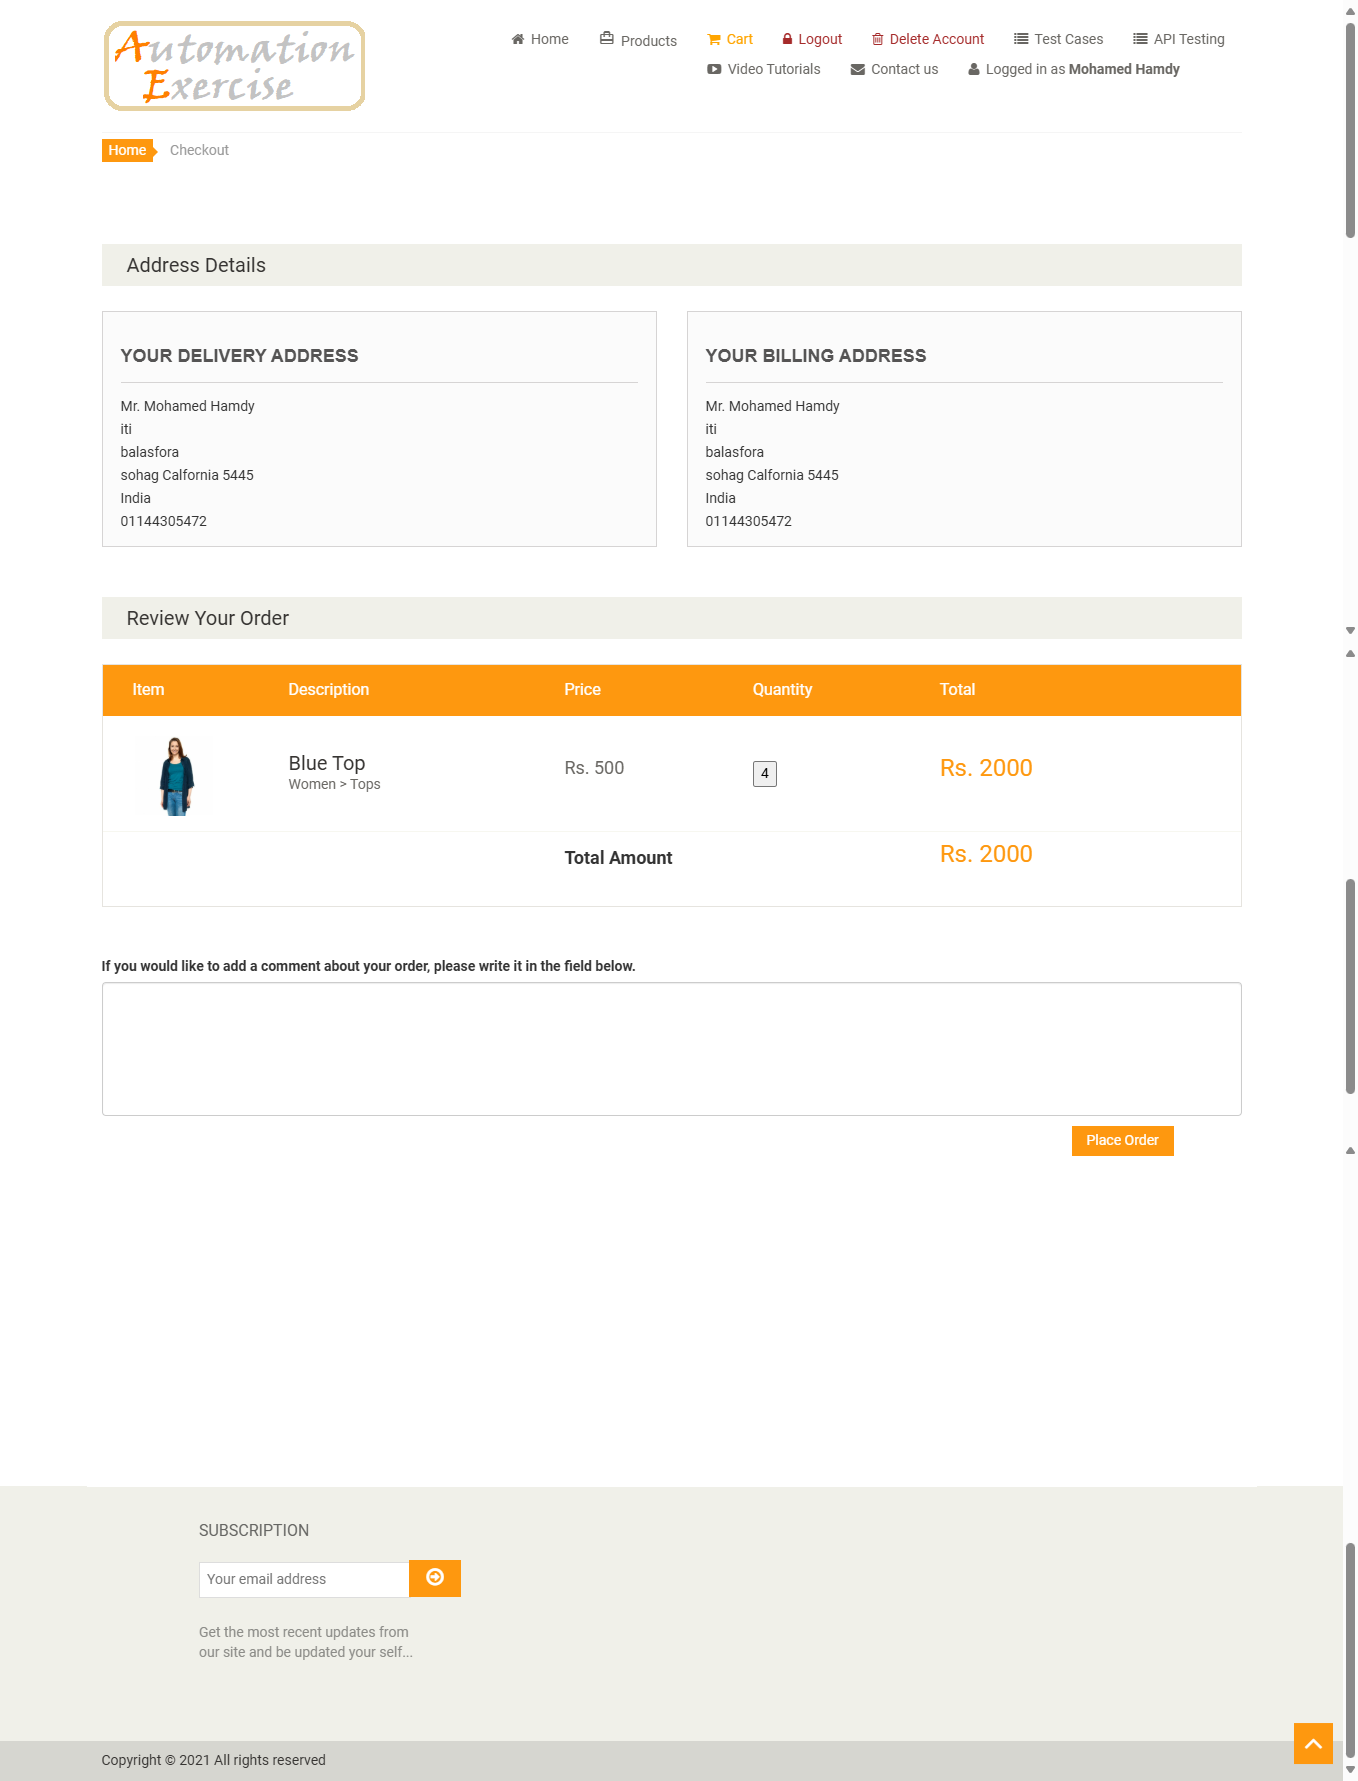 Automation
Exercise
Home Products Cart Logout Delete Account Test Cases API Testing
Video Tutorials Contact us Logged in as Mohamed Hamdy
Home Checkout
Address Details
YOUR DELIVERY ADDRESS
Mr. Mohamed Hamdy
iti
balasfora
sohag Calfornia 5445
India
01144305472
YOUR BILLING ADDRESS
Mr. Mohamed Hamdy
iti
balasfora
sohag Calfornia 5445
India
01144305472
Review Your Order
Item Description Price Quantity Total
Blue Top
Women > Tops
Rs. 500
4
Rs. 2000
Total Amount Rs. 2000
If you would like to add a comment about your order, please write it in the field below.
Place Order
SUBSCRIPTION
Your email address
Get the most recent updates from
our site and be updated your self...
Copyright © 2021 All rights reserved